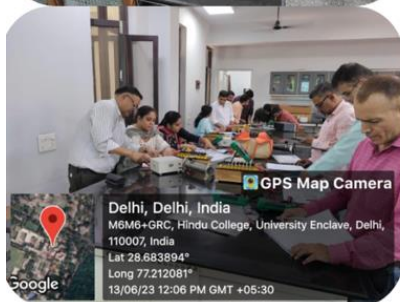 GPS Map Camera
Delhi, Delhi, India
M6M6+GRC, Hindu College, University Enclave, Delhi,
110007, India
Lat 28.683894°
Long 77.212081°
13/06/23 12:06 PM GMT +05:30
Google